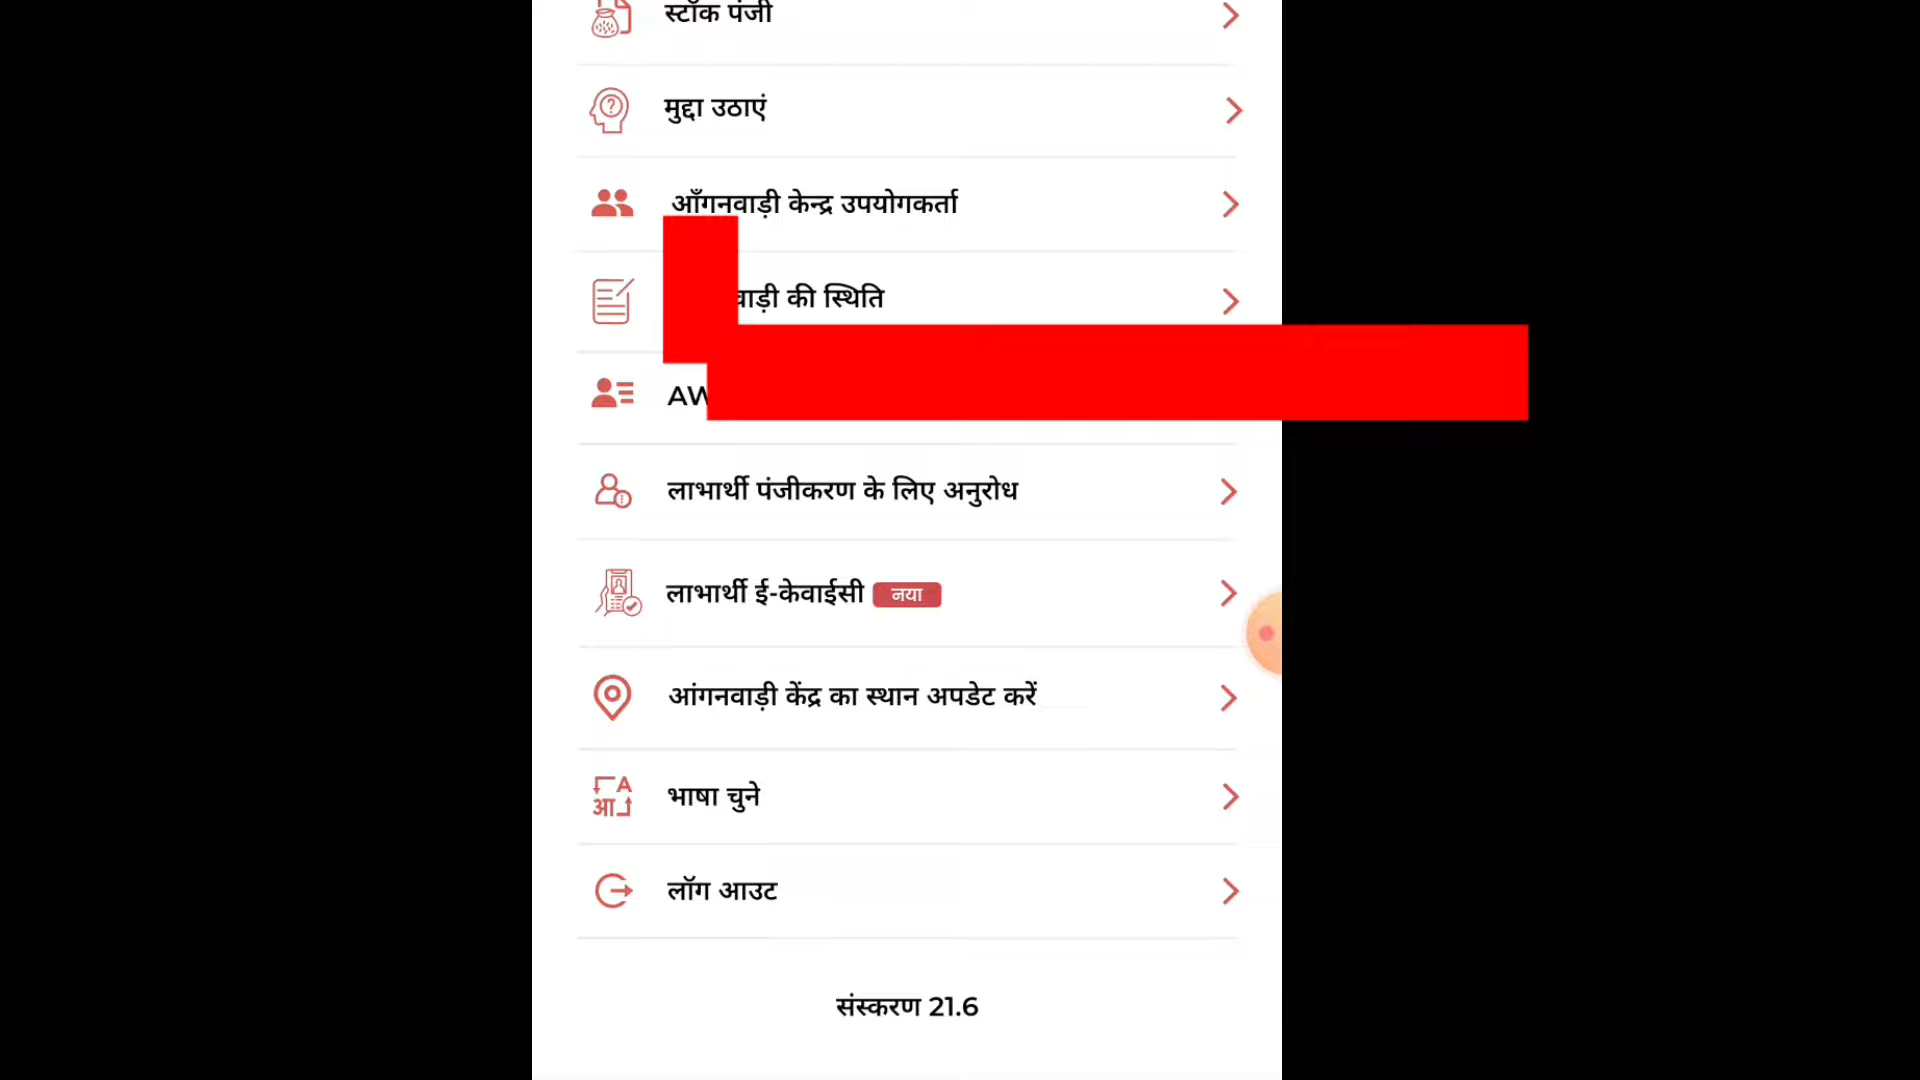 स्टॉक पंजी
मुद्दा उठाएं
आँगनवाड़ी केन्द्र उपयोगकर्ता
वाड़ी की स्थिति
AW
लाभार्थी पंजीकरण के लिए अनुरोध
लाभार्थी ई-केवाईसी नया
आंगनवाड़ी केंद्र का स्थान अपडेट करें
A
आ
भाषा चुने
लॉग आउट
संस्करण 21.6